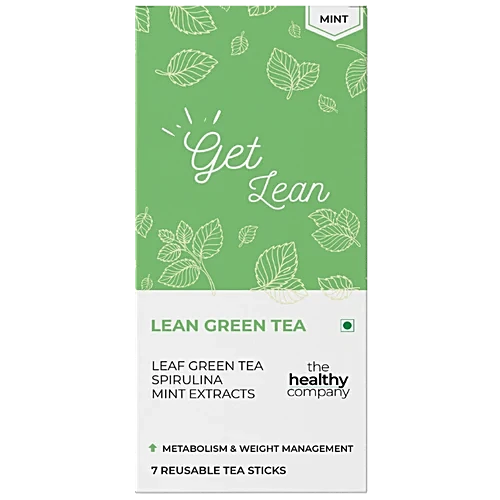 MINT
Get
Lean
LEAN GREEN TEA
LEAF GREEN TEA
SPIRULINA
MINT EXTRACTS
the
healthy
company
METABOLISM & WEIGHT MANAGEMENT
7 REUSABLE TEA STICKS